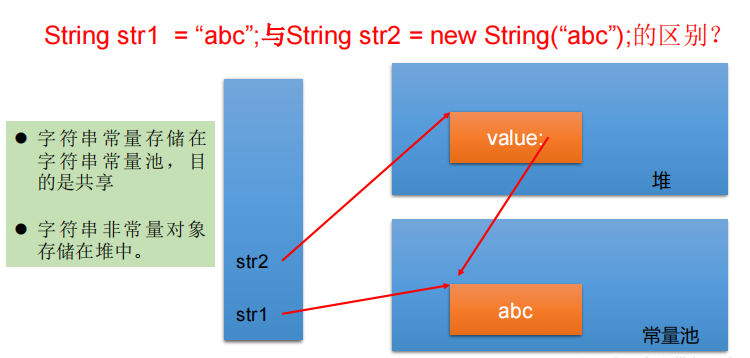 String str1 = “abc”;与String str2 = new String(“abc”);的区别？
● 字符串常量存储在
字符串常量池，目
的是共享
● 字符串非常量对象
存储在堆中。
str2
str1
value:
堆
abc
常量池